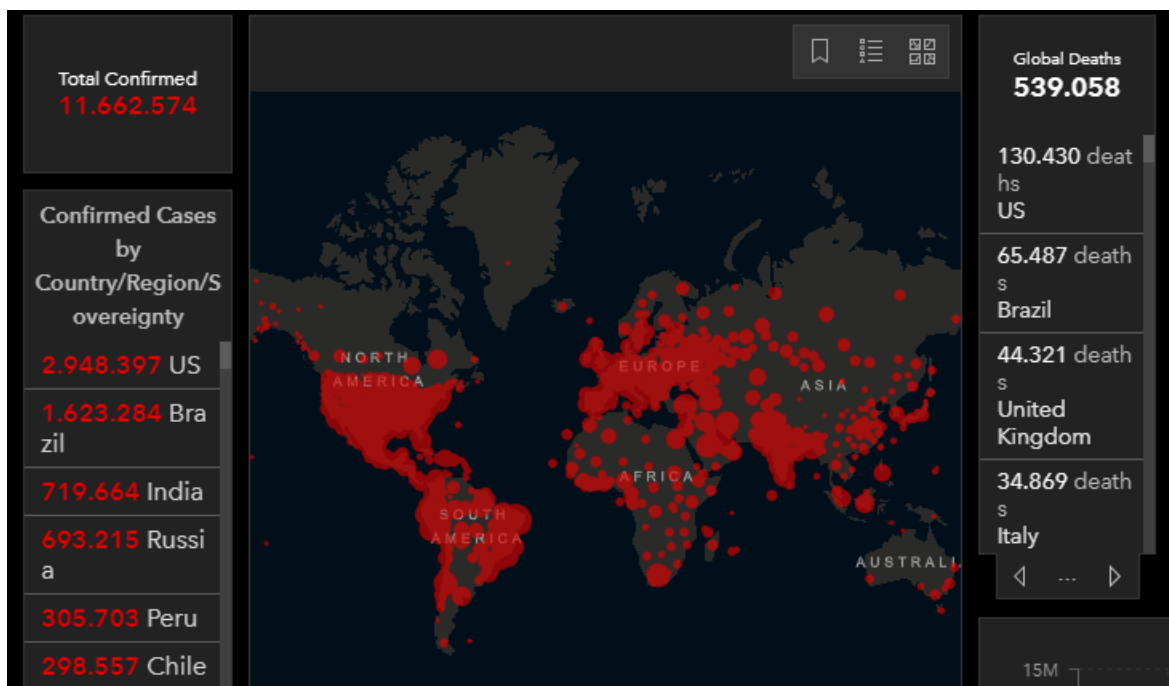 Total Confirmed
11.662.574
Confirmed Cases
by
Country/Region/S
overeignty
2.948.397 US
1.623.284 Bra
zil
719.664 India
693.215 Russi
a
305.703 Peru
298.557 Chile
NORTH
AMERICA
EUROPE
ASIA
AFRICA
SOUTH
AMERICA
AUSTRALI
Global Deaths
539.058
130.430 deat
hs
US
65.487 death
s
Brazil
44.321 death
s
United
Kingdom
34.869 death
s
Italy
...
15M